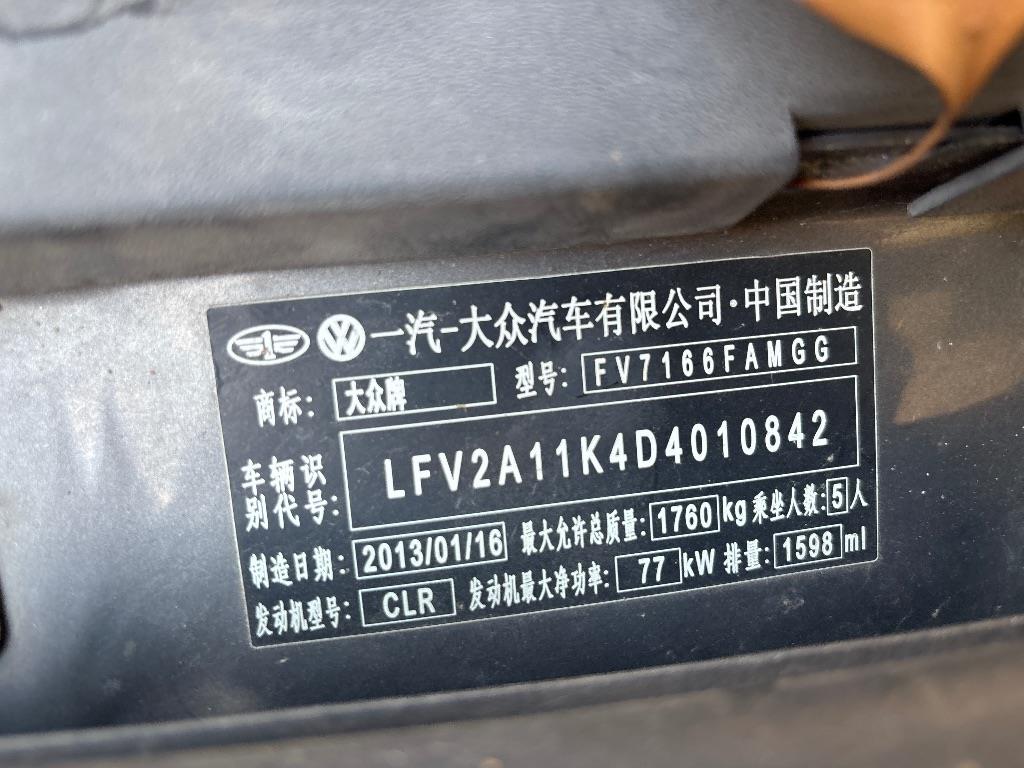 一汽-大众汽车有限公司·中国制造
商标: 大众牌 型号: FV7166FAMGG
车辆识别代号: LFV2A11K4D4010842
制造日期: 2013/01/16 最大允许总质量: 1760 kg 乘坐人数: 5 人
发动机型号: CLR 发动机最大净功率: 77 kW 排量: 1598 ml